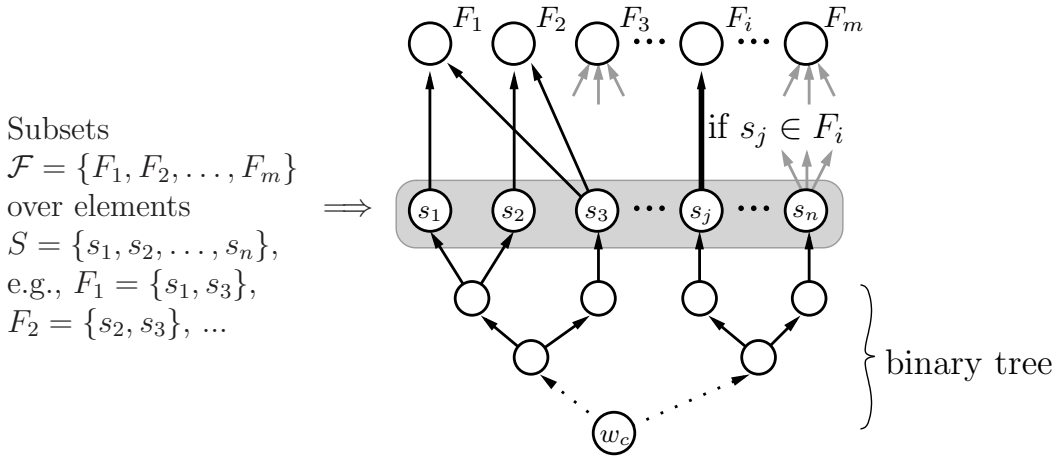 F₁ F₂ F₃ ··· Fᵢ ··· Fₘ
if sⱼ ∈ Fᵢ
Subsets
𝓕 = {F₁, F₂, . . . , Fₘ}
over elements
S = {s₁, s₂, . . . , sₙ},
e.g., F₁ = {s₁, s₃},
F₂ = {s₂, s₃}, ...
⟹
s₁ s₂ s₃ ··· sⱼ ··· sₙ
binary tree
w_c